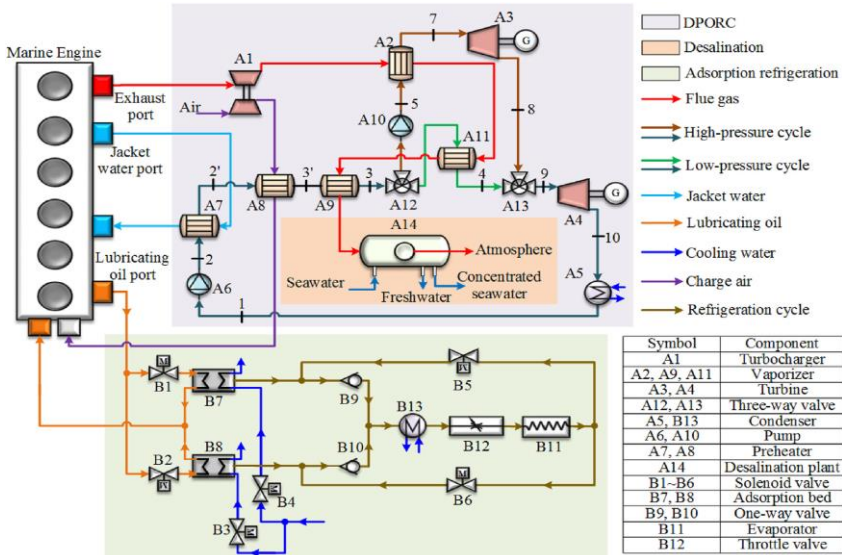 Marine Engine
Exhaust
port
Jacket
water port
Lubricating
oil port
Air
A1
A2
7
A3
G
5
A10
A11
8
2'
3'
3
A7
A8
A9
A12
4
A13
9
A4
G
2
A6
1
A14
Atmosphere
Seawater
Freshwater
Concentrated
seawater
10
A5
M
B1
B7
B9
M
B5
B13
B12
B11
B8
B10
B2
M
B4
M
B3
M
B6
M
DPORC
Desalination
Adsorption refrigeration
Flue gas
High-pressure cycle
Low-pressure cycle
Jacket water
Lubricating oil
Cooling water
Charge air
Refrigeration cycle
Symbol Component
A1 Turbocharger
A2, A9, A11 Vaporizer
A3, A4 Turbine
A12, A13 Three-way valve
A5, B13 Condenser
A6, A10 Pump
A7, A8 Preheater
A14 Desalination plant
B1~B6 Solenoid valve
B7, B8 Adsorption bed
B9, B10 One-way valve
B11 Evaporator
B12 Throttle valve